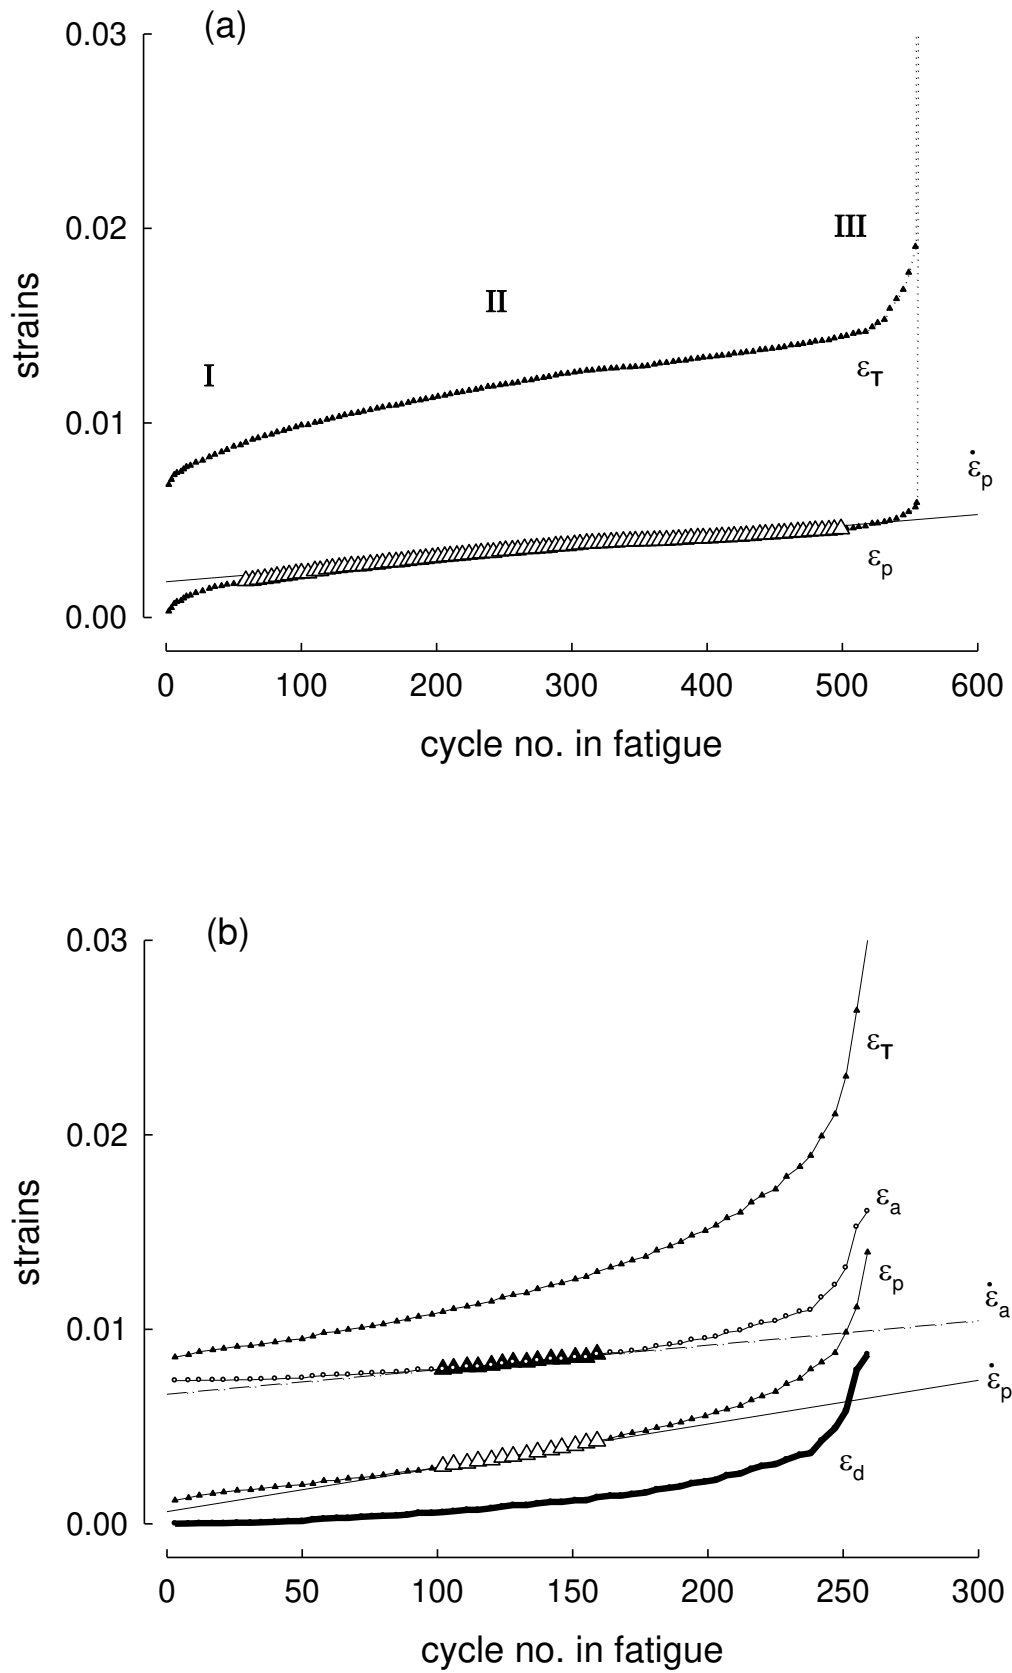 (a)
0.03
0.02
0.01
0.00
strains
I
II
III
εT
ε̇p
εp
0 100 200 300 400 500 600
cycle no. in fatigue
(b)
0.03
0.02
0.01
0.00
strains
εT
εa
εp
ε̇a
ε̇p
εd
0 50 100 150 200 250 300
cycle no. in fatigue